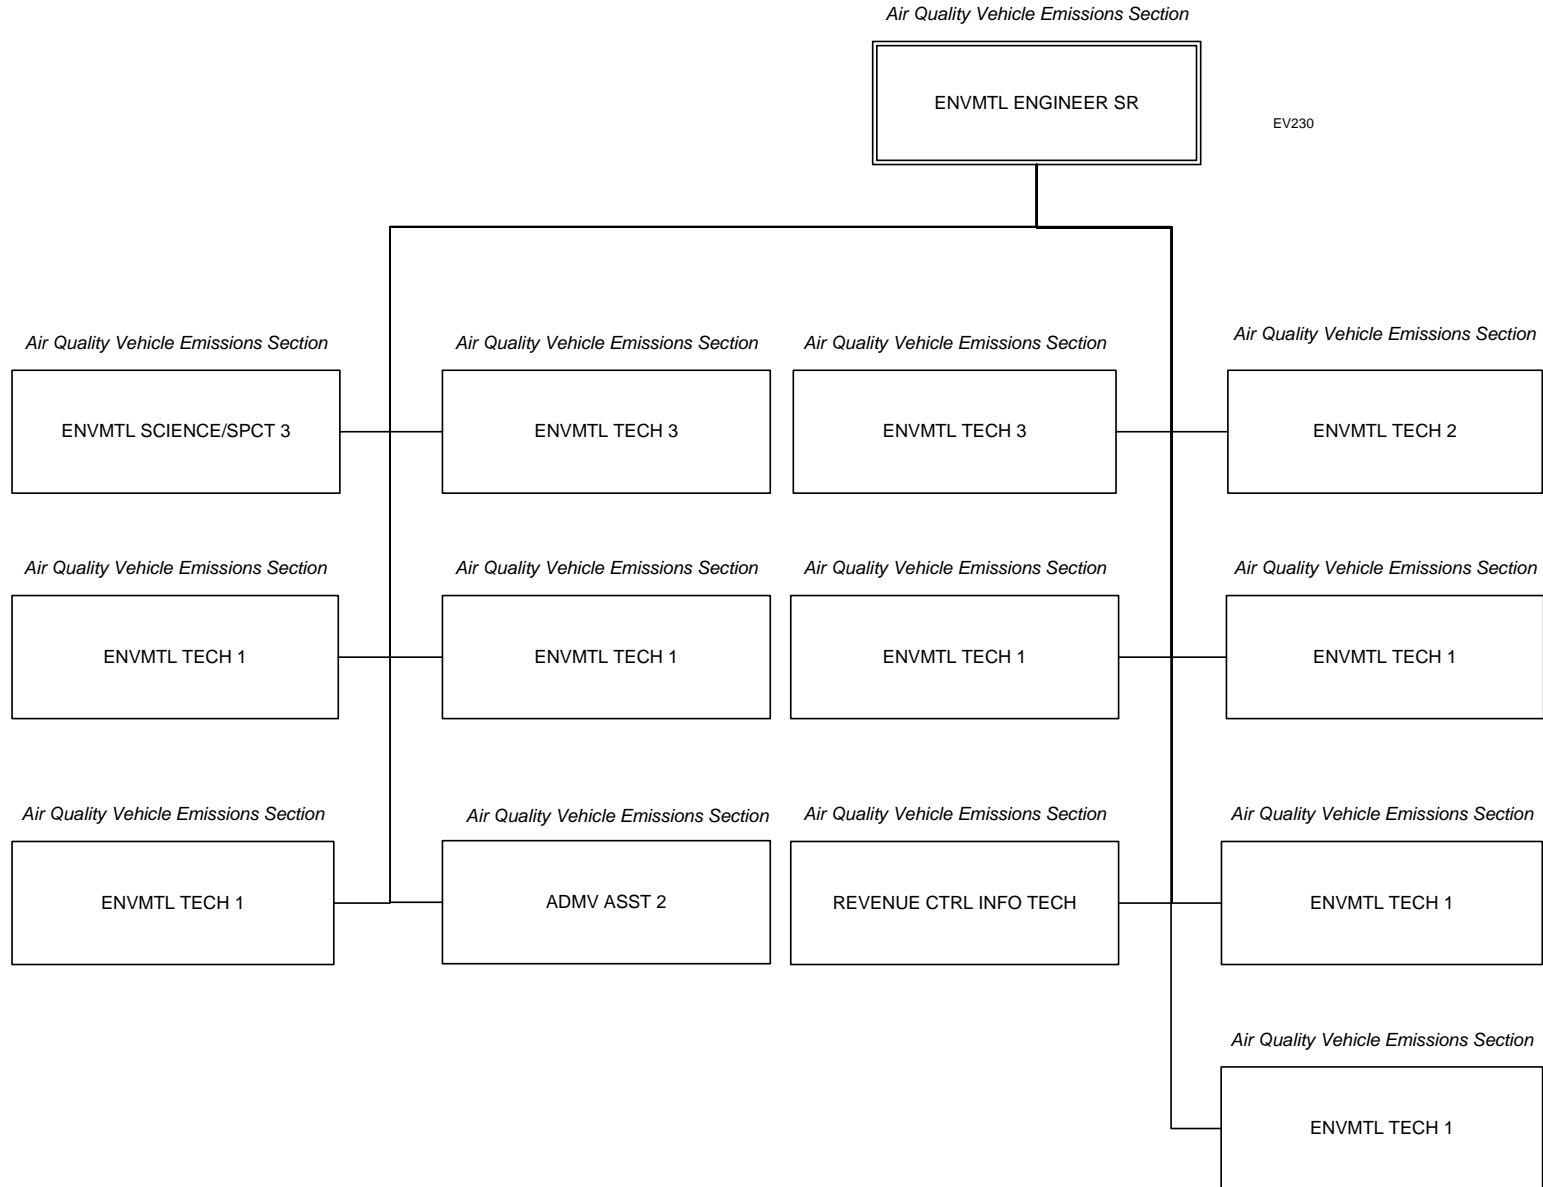 Air Quality Vehicle Emissions Section
ENVMTL ENGINEER SR
EV230
Air Quality Vehicle Emissions Section
Air Quality Vehicle Emissions Section
Air Quality Vehicle Emissions Section
Air Quality Vehicle Emissions Section
ENVMTL SCIENCE/SPCT 3
ENVMTL TECH 3
ENVMTL TECH 3
ENVMTL TECH 2
Air Quality Vehicle Emissions Section
Air Quality Vehicle Emissions Section
Air Quality Vehicle Emissions Section
Air Quality Vehicle Emissions Section
ENVMTL TECH 1
ENVMTL TECH 1
ENVMTL TECH 1
ENVMTL TECH 1
Air Quality Vehicle Emissions Section
Air Quality Vehicle Emissions Section
Air Quality Vehicle Emissions Section
Air Quality Vehicle Emissions Section
ENVMTL TECH 1
ADMV ASST 2
REVENUE CTRL INFO TECH
ENVMTL TECH 1
Air Quality Vehicle Emissions Section
ENVMTL TECH 1